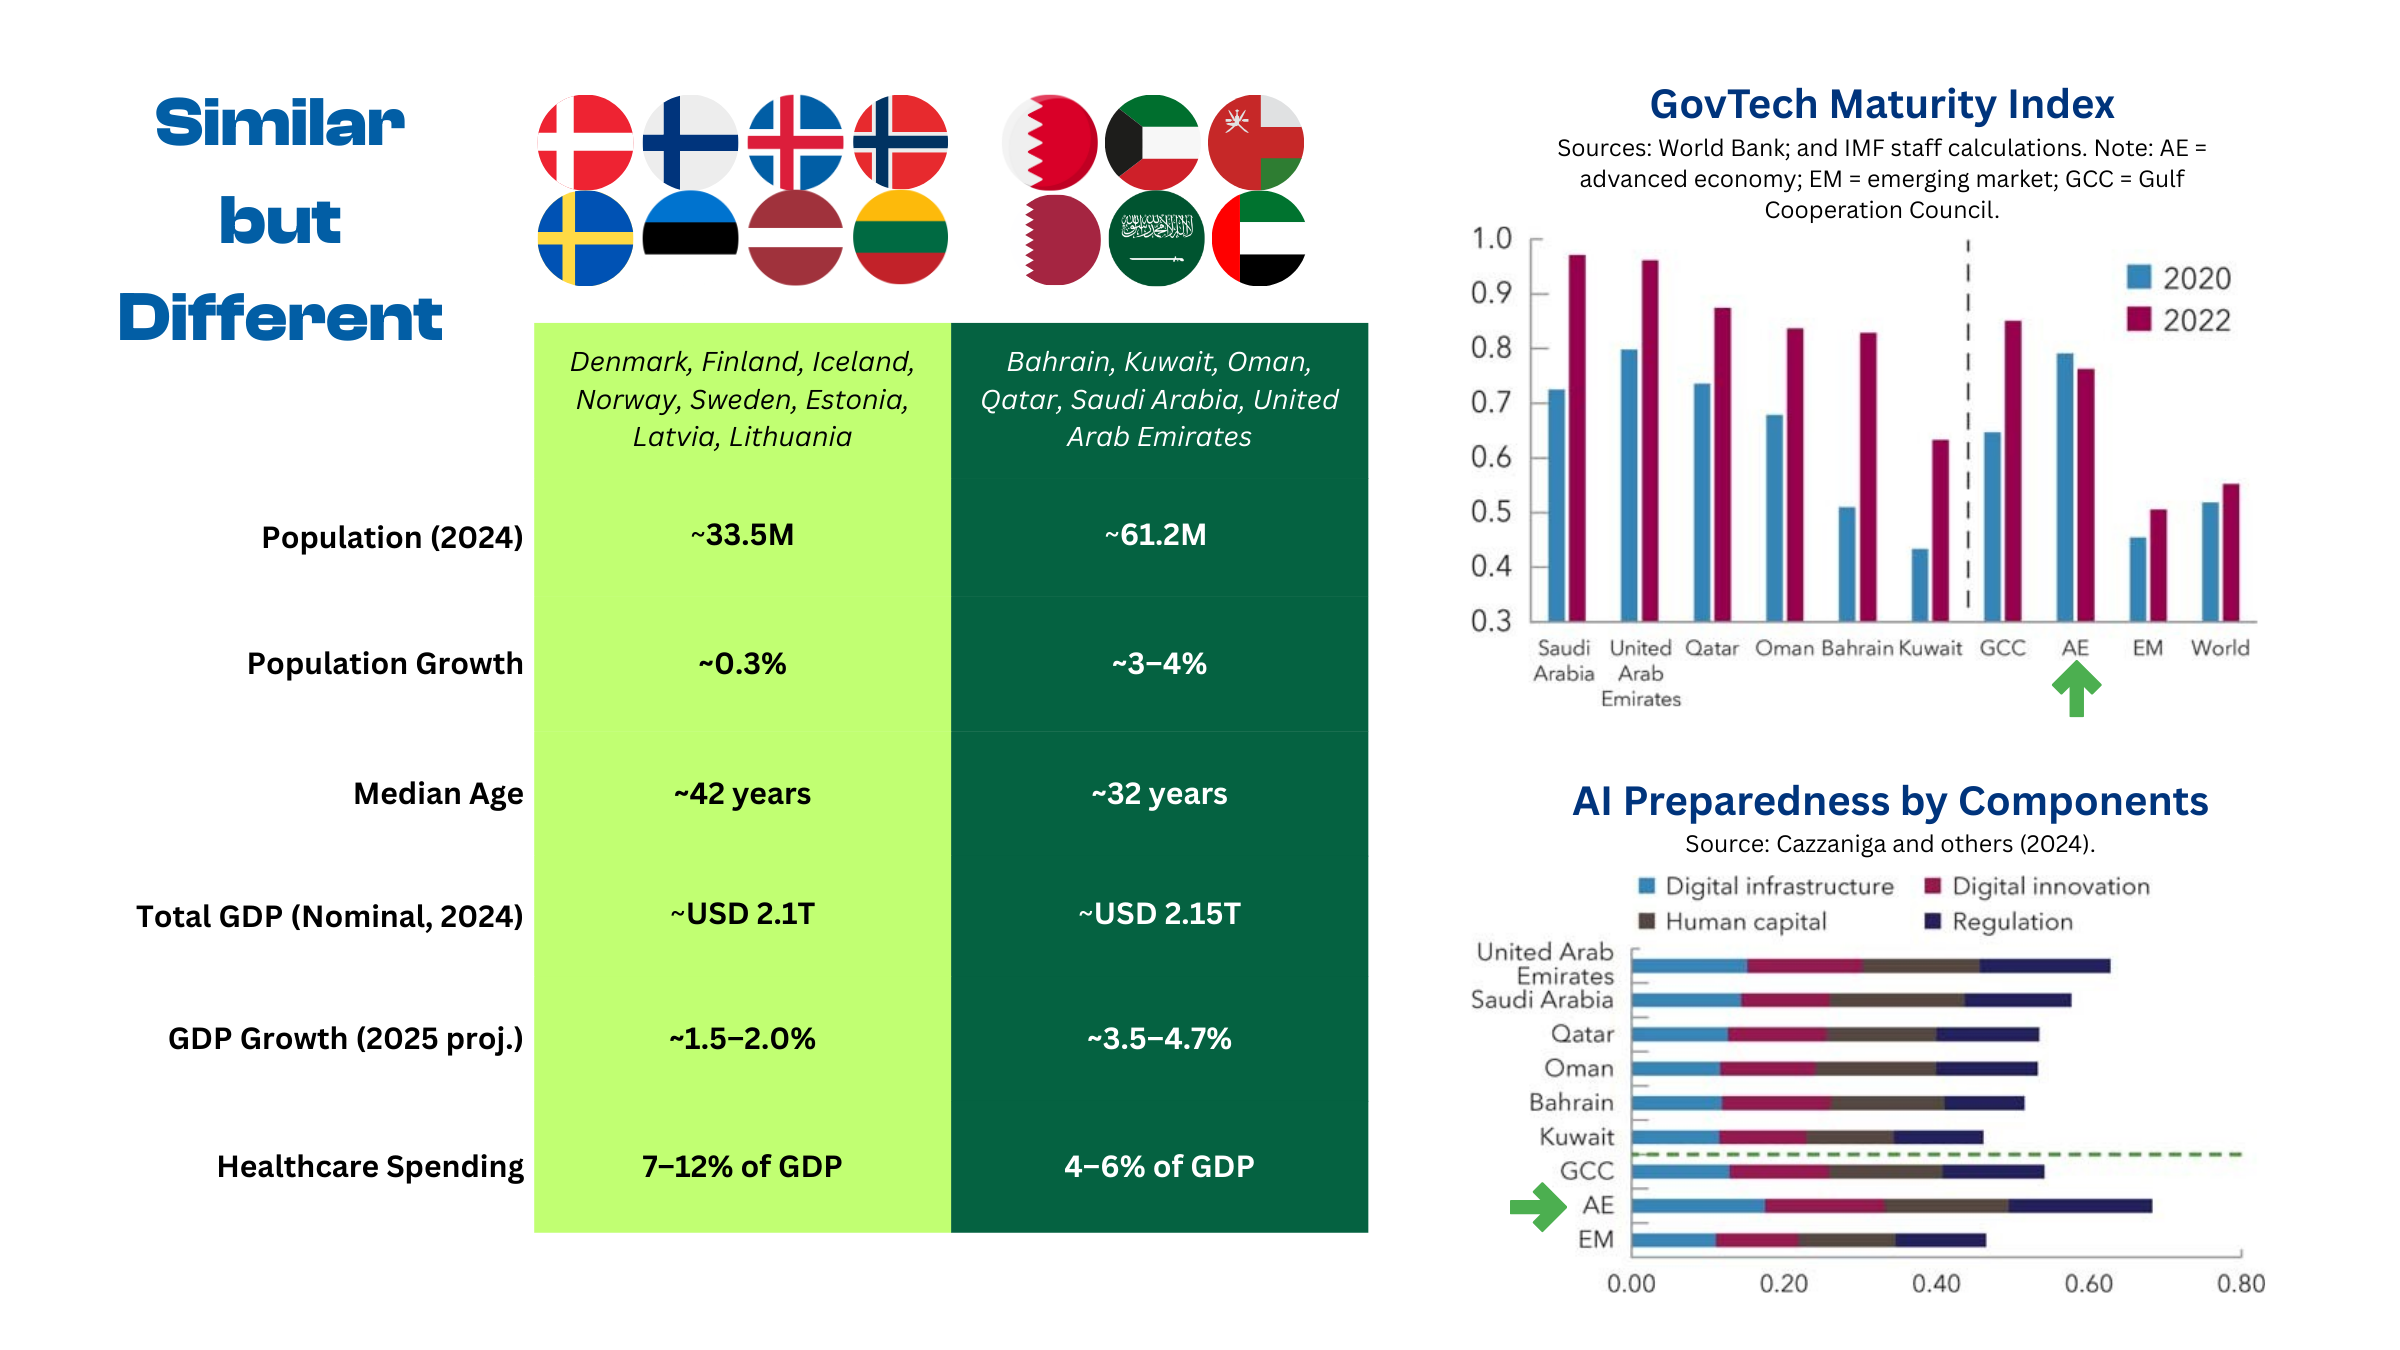 Similar
but
Different
Denmark, Finland, Iceland,
Norway, Sweden, Estonia,
Latvia, Lithuania
Bahrain, Kuwait, Oman,
Qatar, Saudi Arabia, United
Arab Emirates
Population (2024)
~33.5M
~61.2M
Population Growth
~0.3%
~3–4%
Median Age
~42 years
~32 years
Total GDP (Nominal, 2024)
~USD 2.1T
~USD 2.15T
GDP Growth (2025 proj.)
~1.5–2.0%
~3.5–4.7%
Healthcare Spending
7–12% of GDP
4–6% of GDP
GovTech Maturity Index
Sources: World Bank; and IMF staff calculations. Note: AE =
advanced economy; EM = emerging market; GCC = Gulf
Cooperation Council.
1.0
0.9
0.8
0.7
0.6
0.5
0.4
0.3
2020
2022
Saudi
Arabia
United
Arab
Emirates
Qatar
Oman
Bahrain
Kuwait
GCC
AE
EM
World
AI Preparedness by Components
Source: Cazzaniga and others (2024).
Digital infrastructure
Digital innovation
Human capital
Regulation
United Arab
Emirates
Saudi Arabia
Qatar
Oman
Bahrain
Kuwait
GCC
AE
EM
0.00
0.20
0.40
0.60
0.80